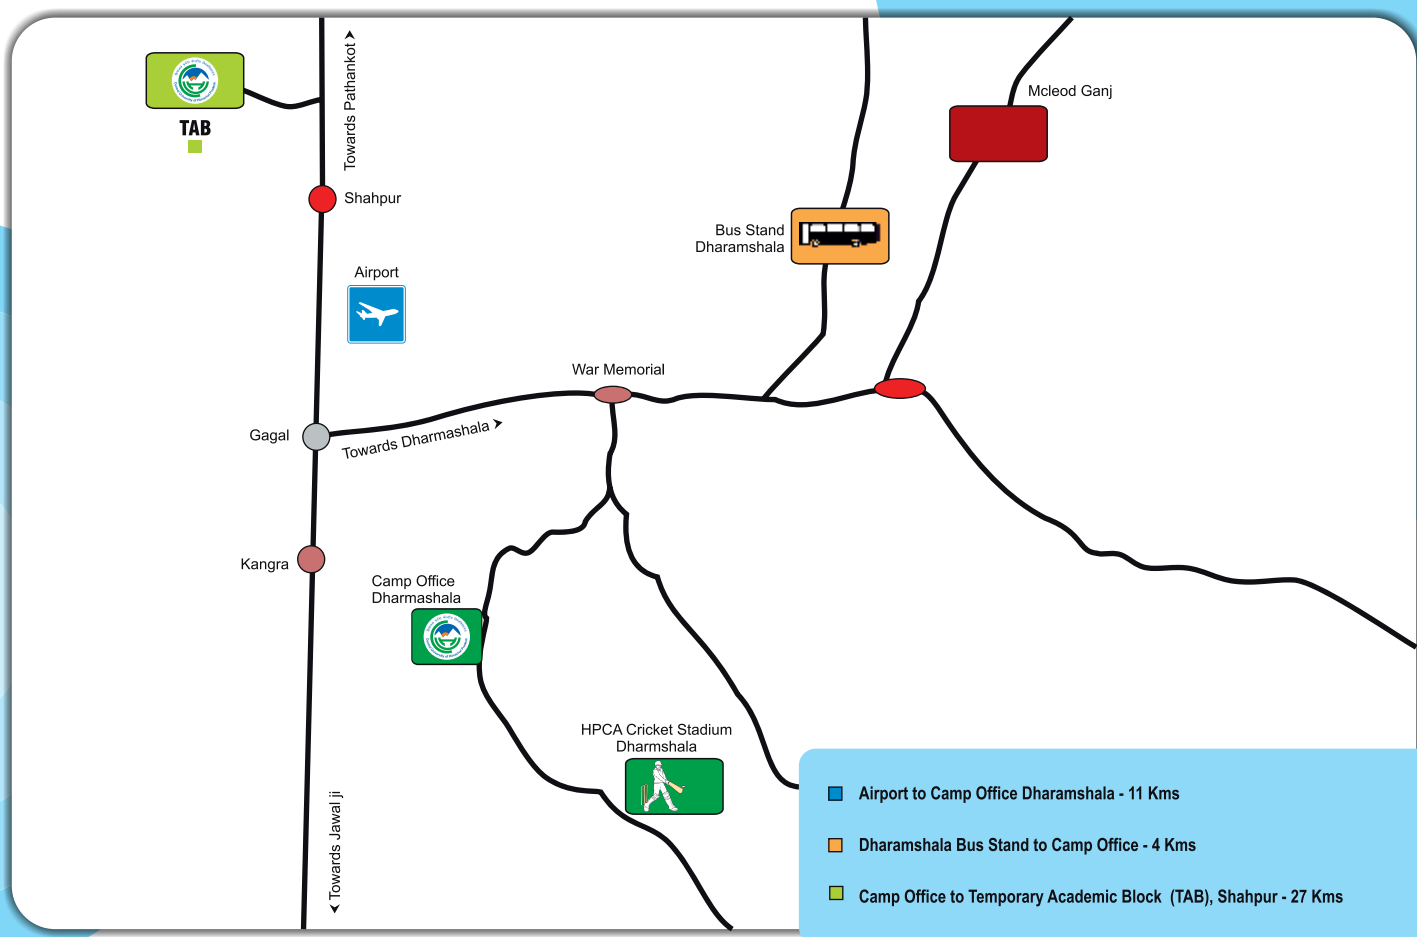 Towards Pathankot
Mcleod Ganj
TAB
Shahpur
Bus Stand
Dharamshala
Airport
War Memorial
Gagal
Towards Dharmashala
Kangra
Camp Office
Dharmashala
HPCA Cricket Stadium
Dharmshala
Towards Jawal ji
Airport to Camp Office Dharamshala - 11 Kms
Dharamshala Bus Stand to Camp Office - 4 Kms
Camp Office to Temporary Academic Block (TAB), Shahpur - 27 Kms